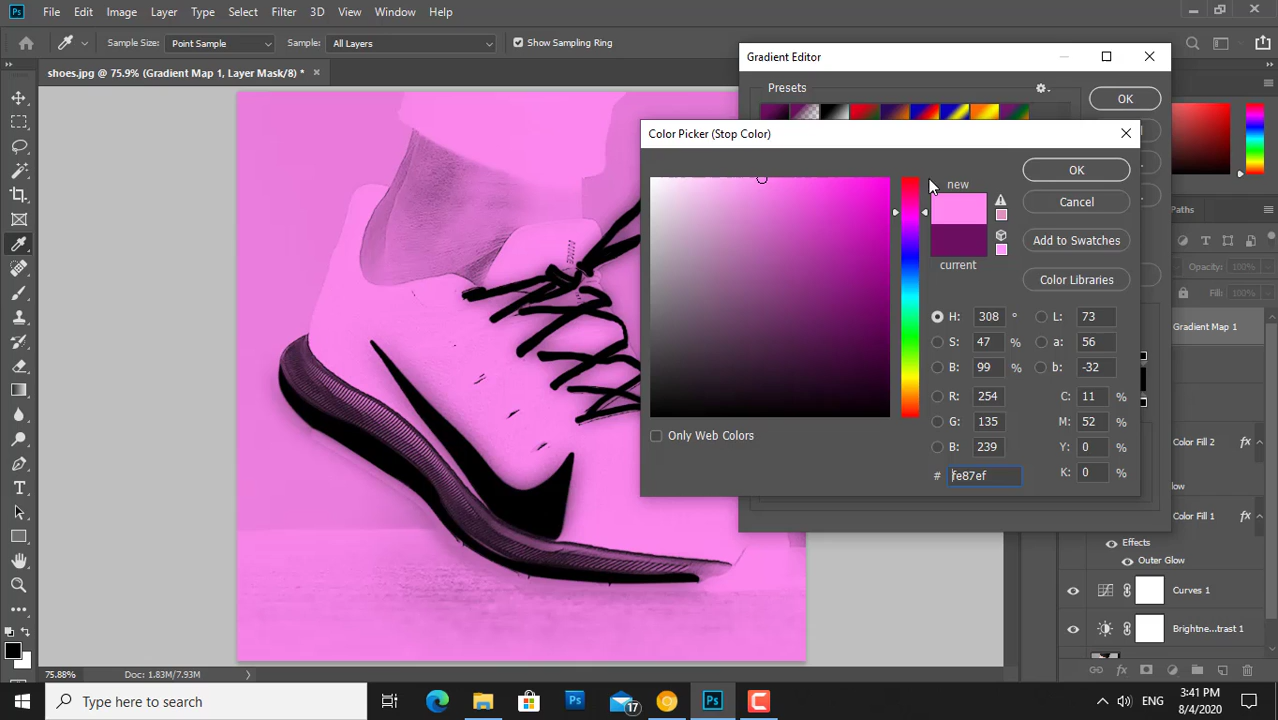 Ps File Edit Image Layer Type Select Filter 3D View Window Help
Sample Size: Point Sample Sample: All Layers Show Sampling Ring
shoes.jpg @ 75.9% (Gradient Map 1, Layer Mask/8) *
Gradient Editor
Presets
OK
Color Picker (Stop Color)
new
current
OK
Cancel
Add to Swatches
Color Libraries
H: 308 °
S: 47 %
B: 99 %
R: 254
G: 135
B: 239
# fe87ef
L: 73
a: 56
b: -32
C: 11 %
M: 52 %
Y: 0 %
K: 0 %
Only Web Colors
Paths
Opacity: 100%
Fill: 100%
Gradient Map 1
Color Fill 2
Color Fill 1
Effects
Outer Glow
Curves 1
Brightne...trast 1
75.88% Doc: 1.83M/7.93M
Type here to search
Ps
17
Ps
ENG
3:41 PM
8/4/2020